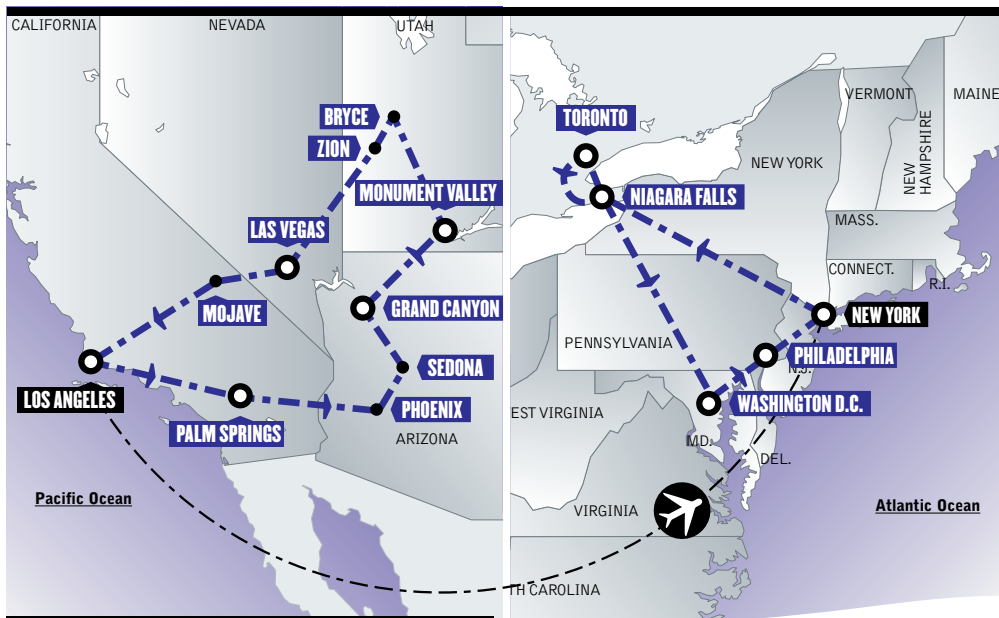 CALIFORNIA
NEVADA
UTAH
BRYCE
ZION
MONUMENT VALLEY
LAS VEGAS
MOJAVE
GRAND CANYON
SEDONA
LOS ANGELES
PHOENIX
PALM SPRINGS
ARIZONA
Pacific Ocean
VERMONT
MAINE
TORONTO
NEW YORK
NEW
HAMPSHIRE
NIAGARA FALLS
MASS.
CONNECT.
R.I.
NEW YORK
PENNSYLVANIA
PHILADELPHIA
N.J.
WASHINGTON D.C.
EST VIRGINIA
MD.
DEL.
VIRGINIA
Atlantic Ocean
TH CAROLINA